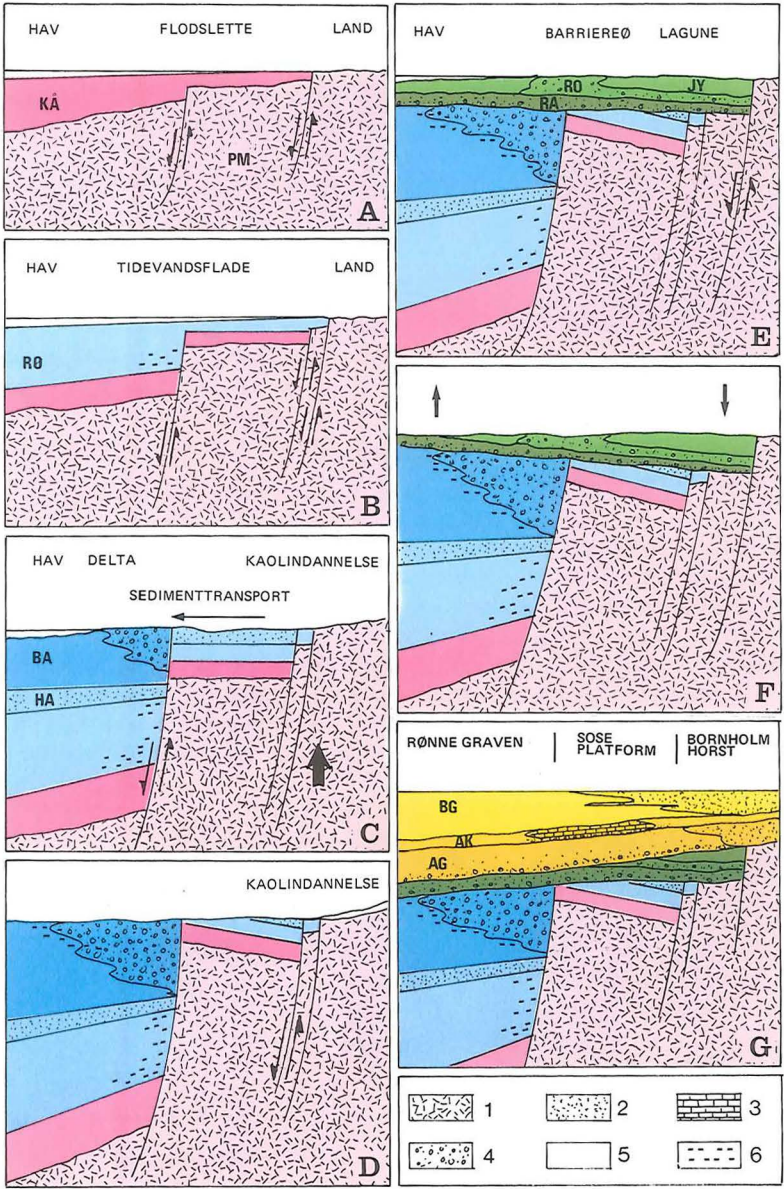 HAV FLODSLETTE LAND
KÅ
PM
A
HAV TIDEVANDSFLADE LAND
RØ
B
HAV DELTA KAOLINDANNELSE
SEDIMENTTRANSPORT
BA
HA
C
KAOLINDANNELSE
D
HAV BARRIEREØ LAGUNE
RO JY
RA
E
F
RØNNE GRAVEN SOSE PLATFORM BORNHOLM HORST
BG
AK
AG
G
1 2 3
4 5 6